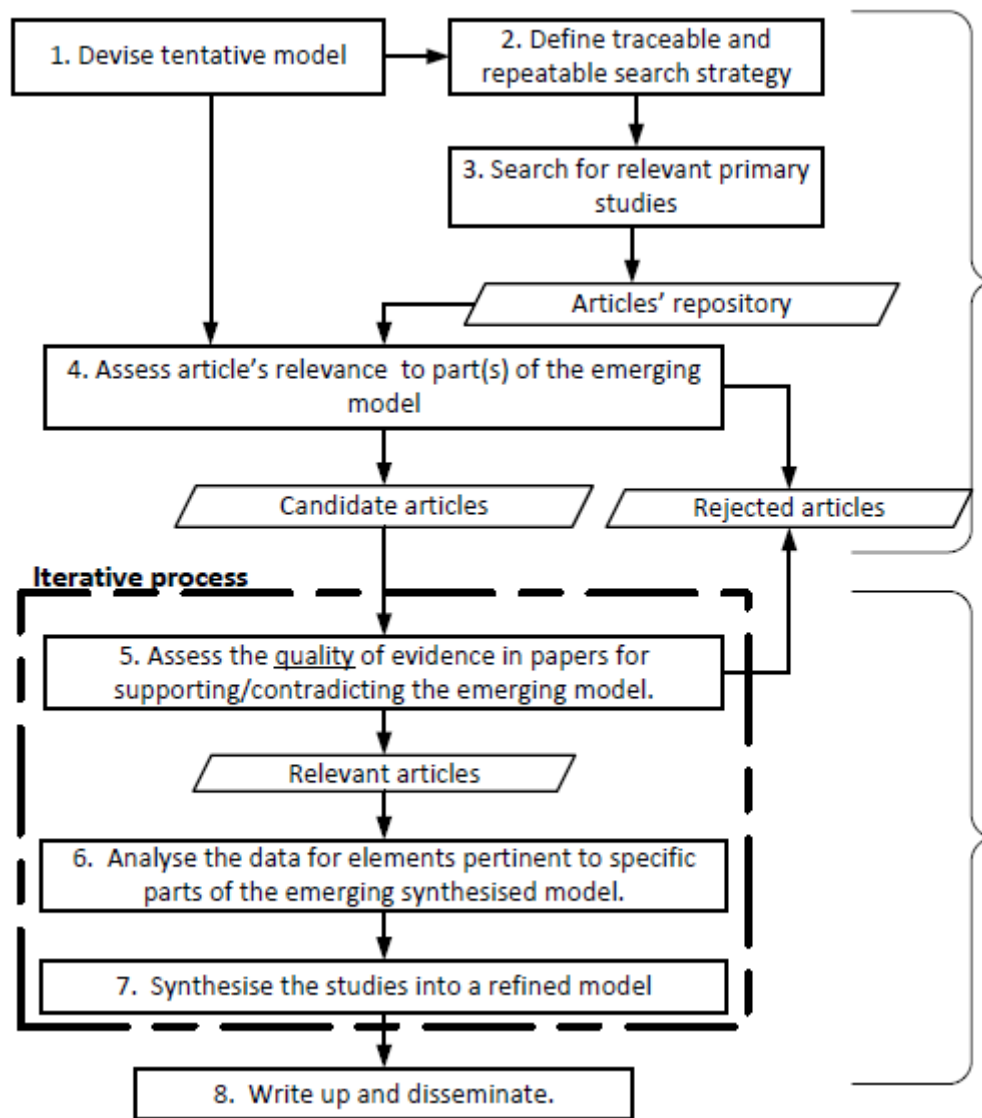 1. Devise tentative model
2. Define traceable and
repeatable search strategy
3. Search for relevant primary
studies
Articles’ repository
4. Assess article’s relevance to part(s) of the emerging
model
Candidate articles
Rejected articles
Iterative process
5. Assess the quality of evidence in papers for
supporting/contradicting the emerging model.
Relevant articles
6. Analyse the data for elements pertinent to specific
parts of the emerging synthesised model.
7. Synthesise the studies into a refined model
8. Write up and disseminate.